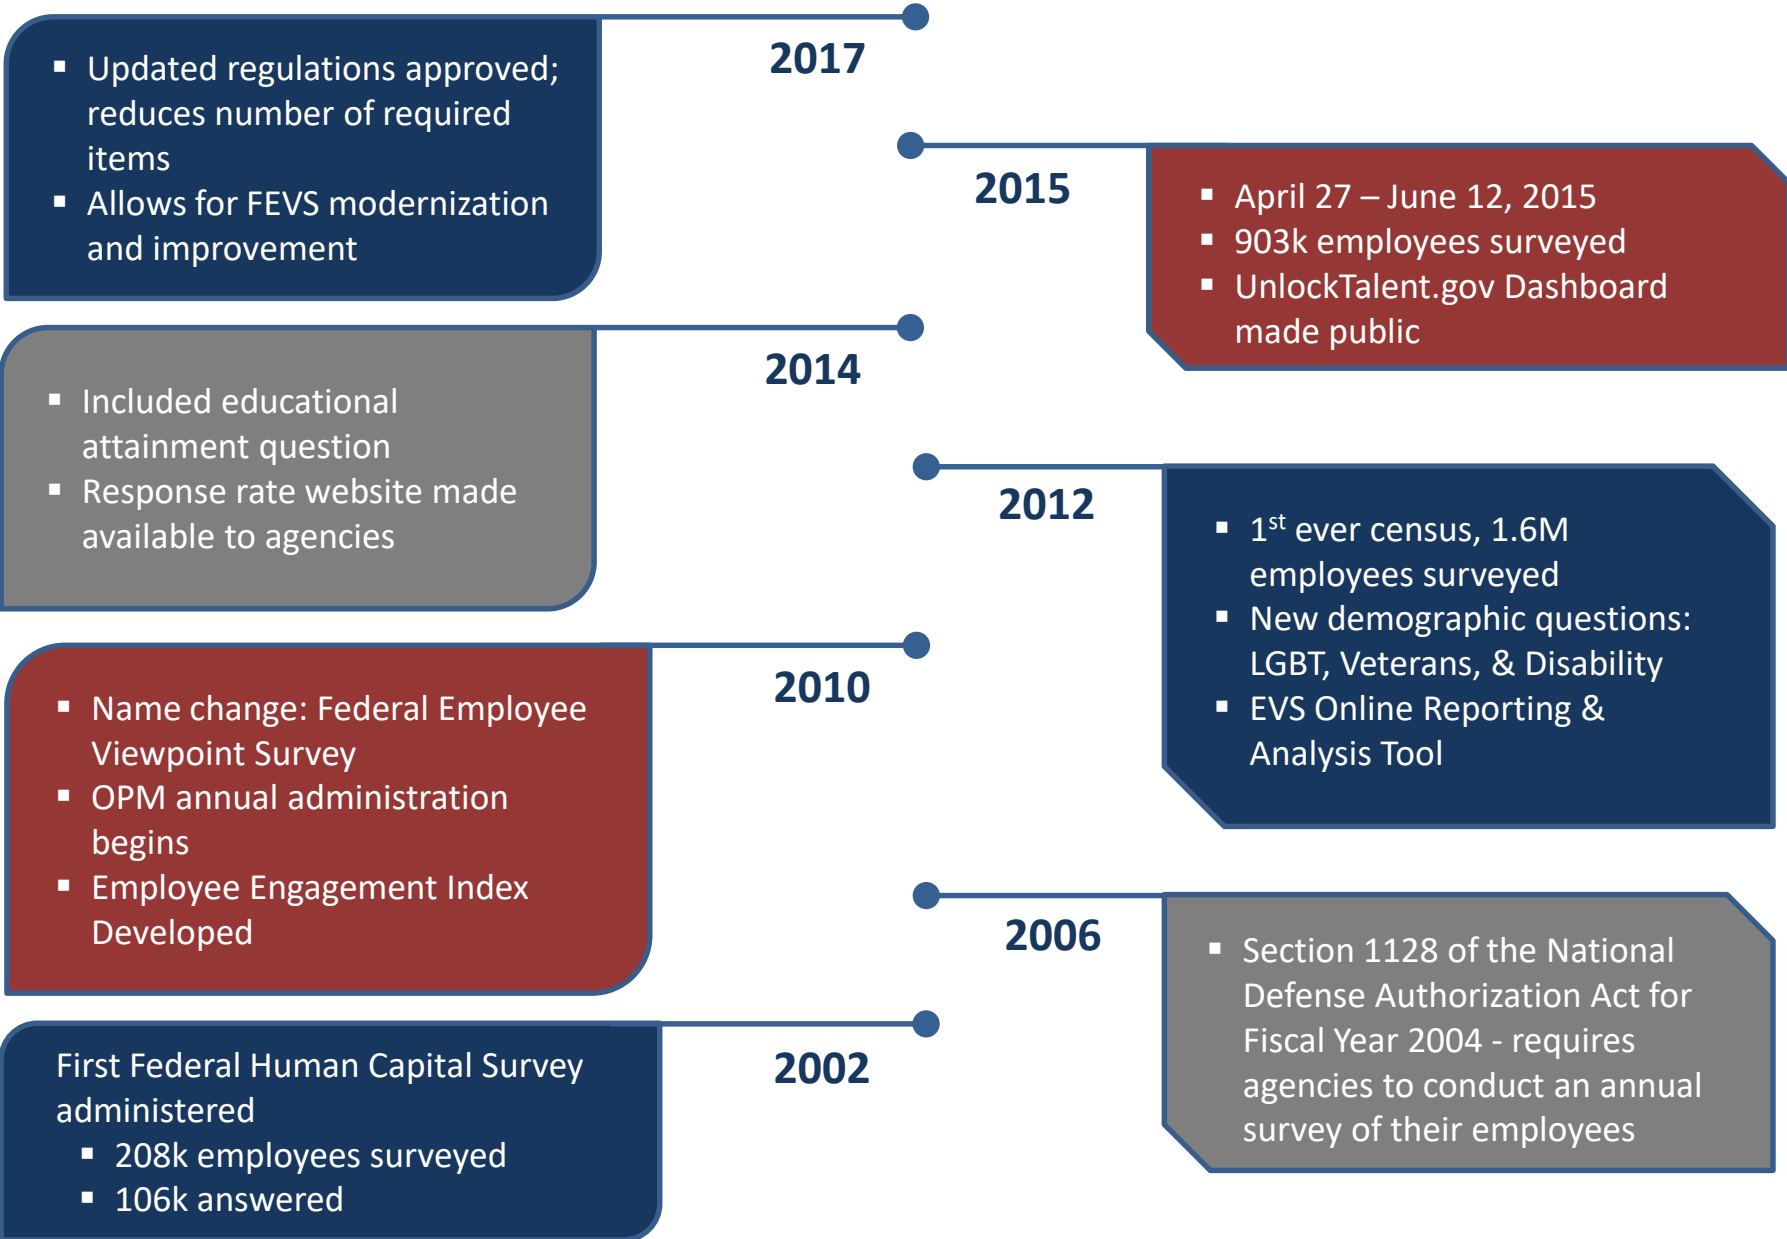 2017
▪ Updated regulations approved;
reduces number of required
items
▪ Allows for FEVS modernization
and improvement
2015
▪ April 27 – June 12, 2015
▪ 903k employees surveyed
▪ UnlockTalent.gov Dashboard
made public
2014
▪ Included educational
attainment question
▪ Response rate website made
available to agencies
2012
▪ 1st ever census, 1.6M
employees surveyed
▪ New demographic questions:
LGBT, Veterans, & Disability
▪ EVS Online Reporting &
Analysis Tool
2010
▪ Name change: Federal Employee
Viewpoint Survey
▪ OPM annual administration
begins
▪ Employee Engagement Index
Developed
2006
▪ Section 1128 of the National
Defense Authorization Act for
Fiscal Year 2004 - requires
agencies to conduct an annual
survey of their employees
2002
First Federal Human Capital Survey
administered
▪ 208k employees surveyed
▪ 106k answered